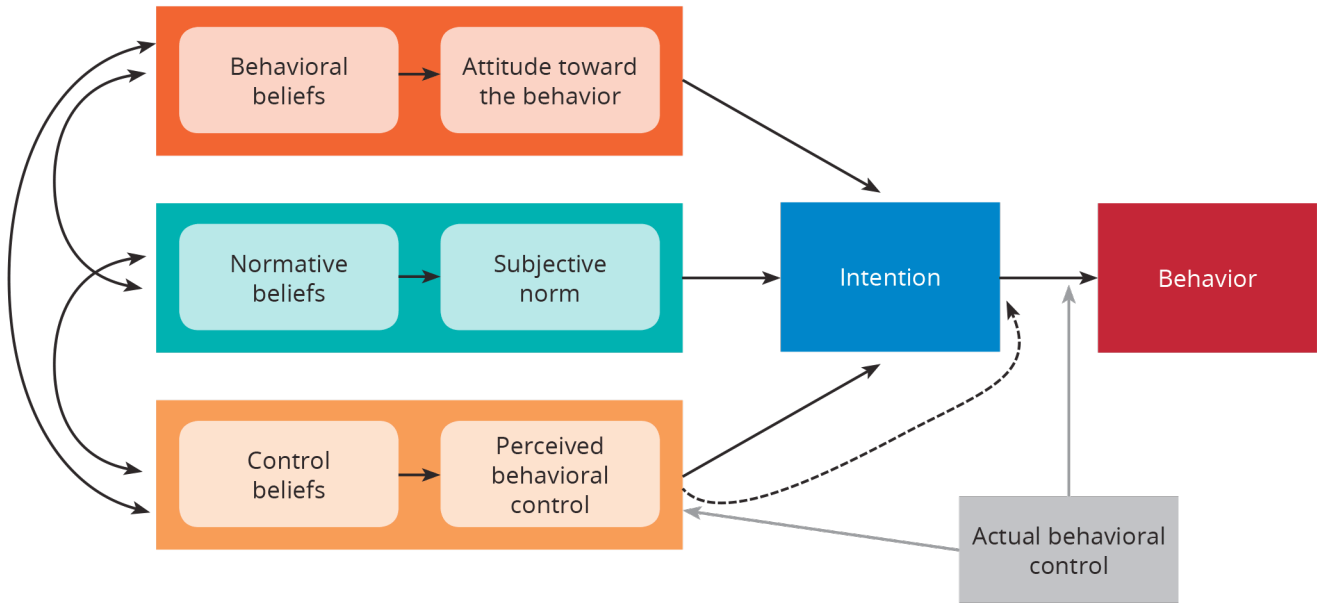 Behavioral
beliefs
Attitude toward
the behavior
Normative
beliefs
Subjective
norm
Intention
Behavior
Control
beliefs
Perceived
behavioral
control
Actual behavioral
control